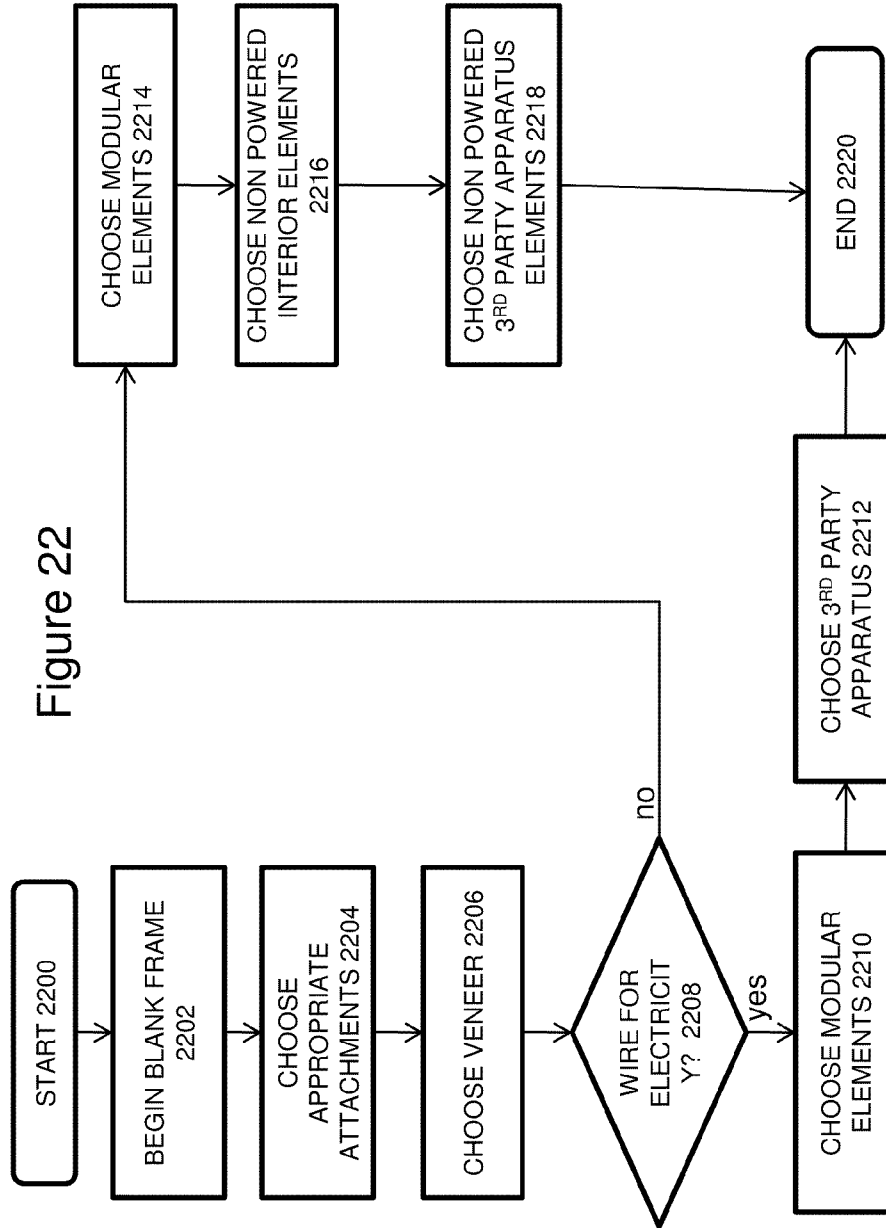 Figure 22
START 2200
BEGIN BLANK FRAME
2202
CHOOSE
APPROPRIATE
ATTACHMENTS 2204
CHOOSE VENEER 2206
WIRE FOR
ELECTRICIT
Y? 2208
no
yes
CHOOSE MODULAR
ELEMENTS 2210
CHOOSE 3RD PARTY
APPARATUS 2212
CHOOSE MODULAR
ELEMENTS 2214
CHOOSE NON POWERED
INTERIOR ELEMENTS
2216
CHOOSE NON POWERED
3RD PARTY APPARATUS
ELEMENTS 2218
END 2220